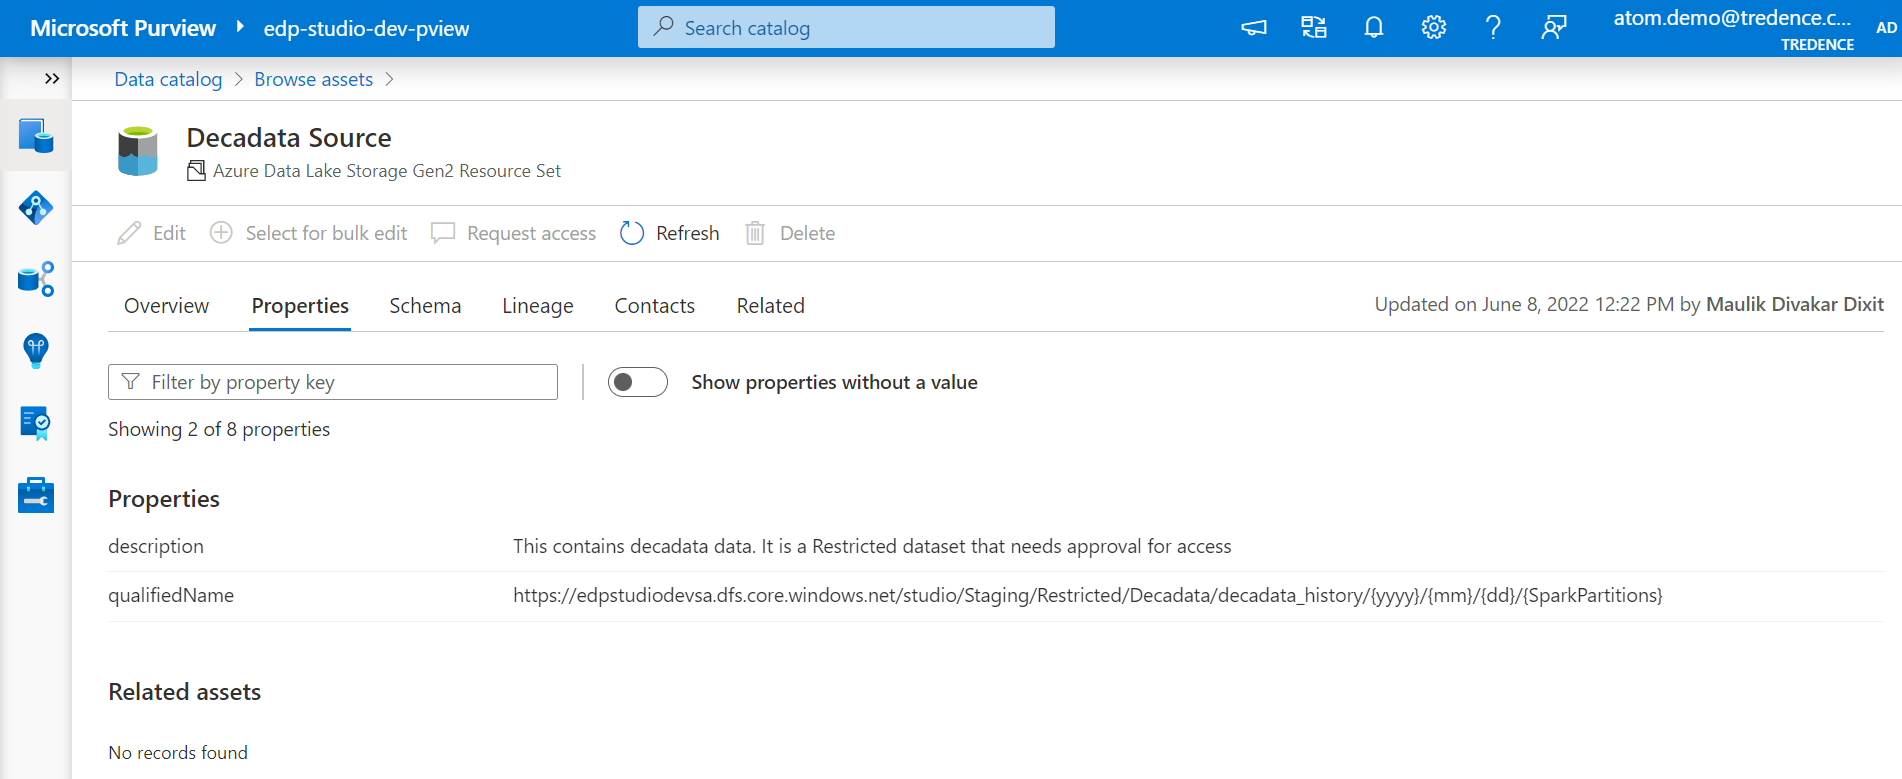 Microsoft Purview edp-studio-dev-pview Search catalog atom.demo@tredence.c... AD
TREDENCE
Data catalog > Browse assets >
Decadata Source
Azure Data Lake Storage Gen2 Resource Set
Edit Select for bulk edit Request access Refresh Delete
Overview Properties Schema Lineage Contacts Related Updated on June 8, 2022 12:22 PM by Maulik Divakar Dixit
Filter by property key Show properties without a value
Showing 2 of 8 properties
Properties
description This contains decadata data. It is a Restricted dataset that needs approval for access
qualifiedName https://edpstudiodevsa.dfs.core.windows.net/studio/Staging/Restricted/Decadata/decadata_history/{yyyy}/{mm}/{dd}/{SparkPartitions}
Related assets
No records found